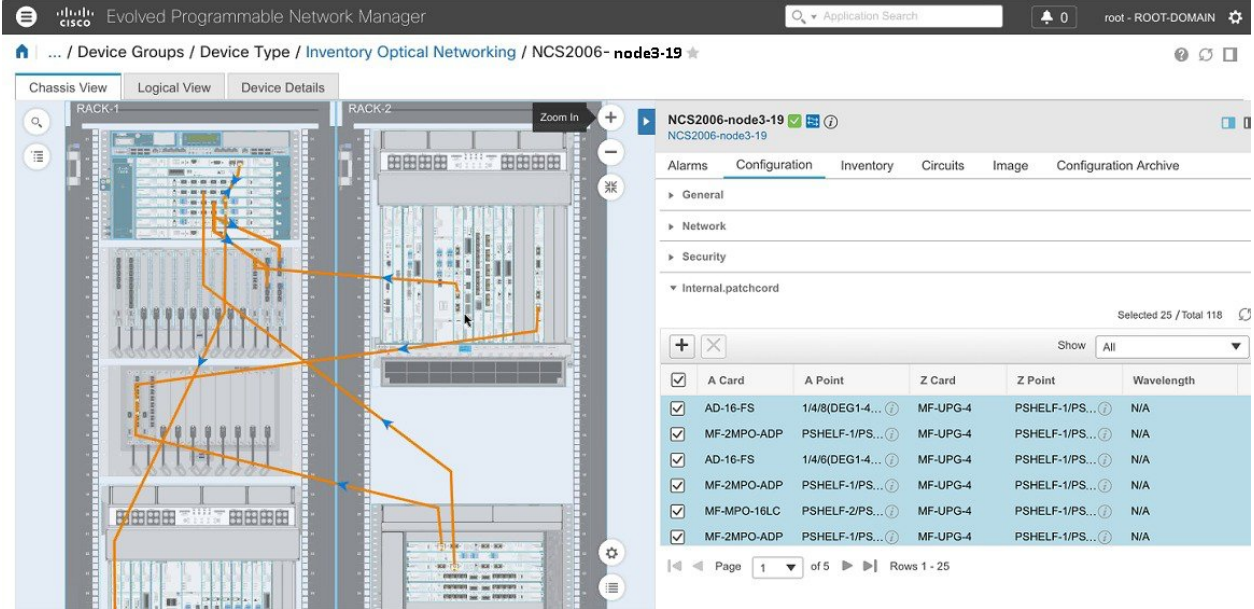 cisco Evolved Programmable Network Manager
Application Search
0
root - ROOT-DOMAIN
... / Device Groups / Device Type / Inventory Optical Networking / NCS2006- node3-19
Chassis View Logical View Device Details
RACK-1
RACK-2
Zoom In
NCS2006-node3-19
NCS2006-node3-19
Alarms Configuration Inventory Circuits Image Configuration Archive
General
Network
Security
Internal.patchcord
Selected 25 / Total 118
Show All
A Card A Point Z Card Z Point Wavelength
AD-16-FS 1/4/8(DEG1-4... MF-UPG-4 PSHELF-1/PS... N/A
MF-2MPO-ADP PSHELF-1/PS... MF-UPG-4 PSHELF-1/PS... N/A
AD-16-FS 1/4/6(DEG1-4... MF-UPG-4 PSHELF-1/PS... N/A
MF-2MPO-ADP PSHELF-1/PS... MF-UPG-4 PSHELF-1/PS... N/A
MF-MPO-16LC PSHELF-2/PS... MF-UPG-4 PSHELF-1/PS... N/A
MF-2MPO-ADP PSHELF-1/PS... MF-UPG-4 PSHELF-1/PS... N/A
Page 1 of 5 Rows 1 - 25